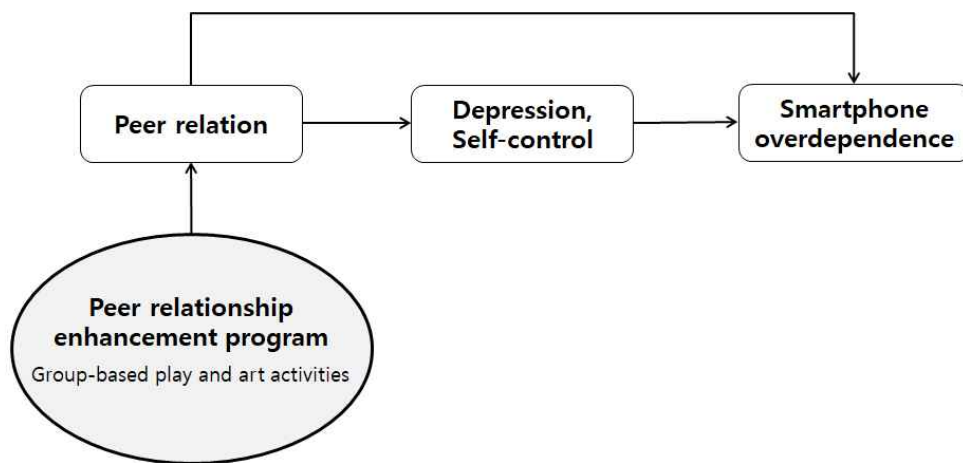 Peer relation
Depression,
Self-control
Smartphone
overdependence
Peer relationship
enhancement program
Group-based play and art activities